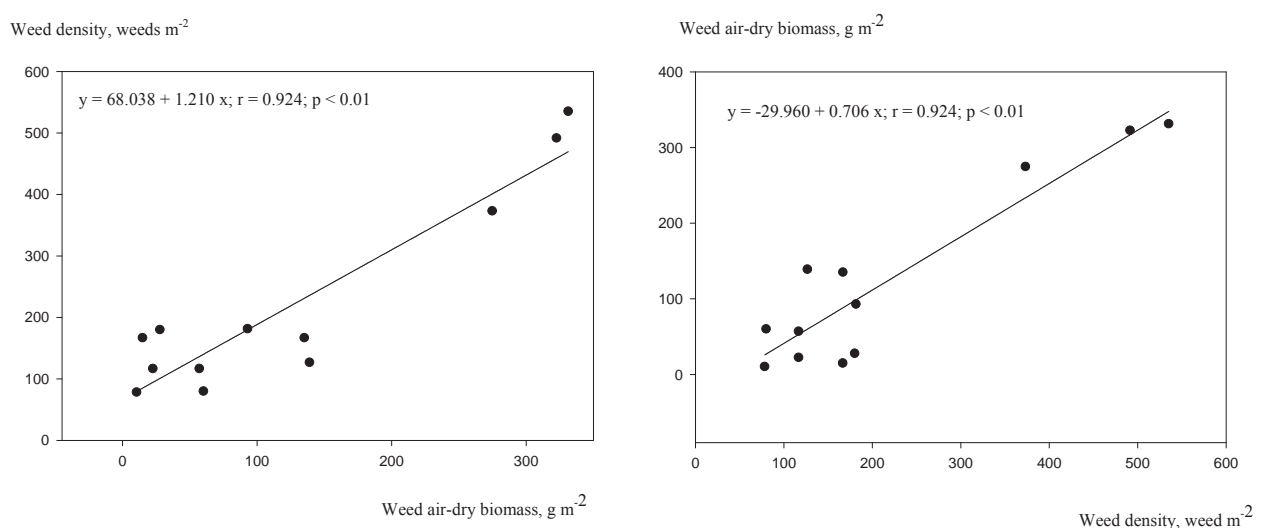 Weed density, weeds m-2
600
500
400
300
200
100
0
y = 68.038 + 1.210 x; r = 0.924; p < 0.01
0 100 200 300
Weed air-dry biomass, g m-2
Weed air-dry biomass, g m-2
400
300
200
100
0
y = -29.960 + 0.706 x; r = 0.924; p < 0.01
0 100 200 300 400 500 600
Weed density, weed m-2